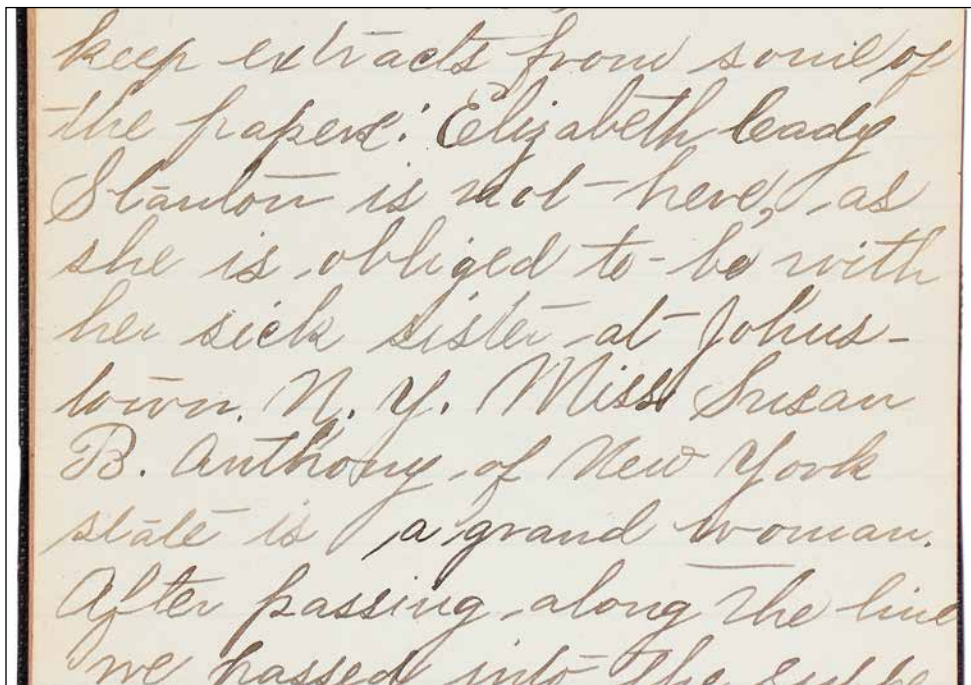 keep extracts from some of
the papers. Elizabeth Cady
Stanton is not here, as
she is obliged to be with
her sick sister at Johns-
town. N. Y. Miss Susan
B. Anthony of New York
state is a grand woman.
After passing along the line
we passed into the